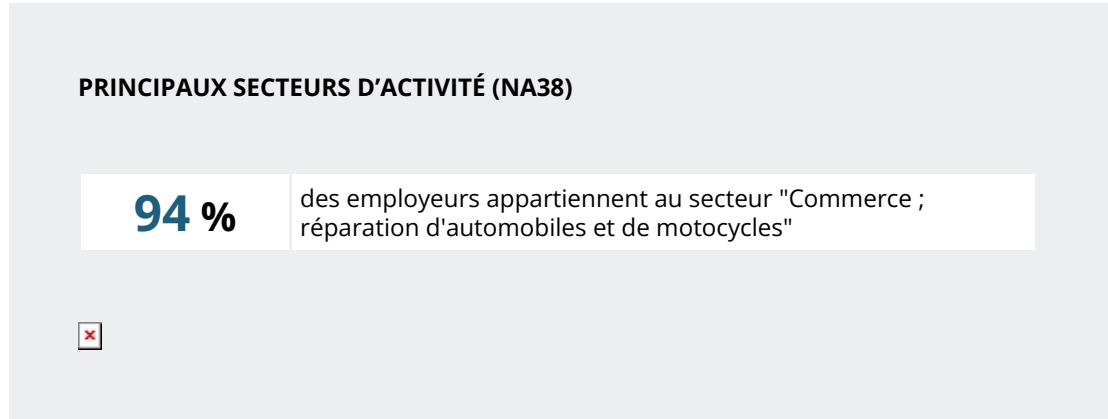 PRINCIPAUX SECTEURS D’ACTIVITÉ (NA38)
94 %
des employeurs appartiennent au secteur "Commerce ;
réparation d'automobiles et de motocycles"